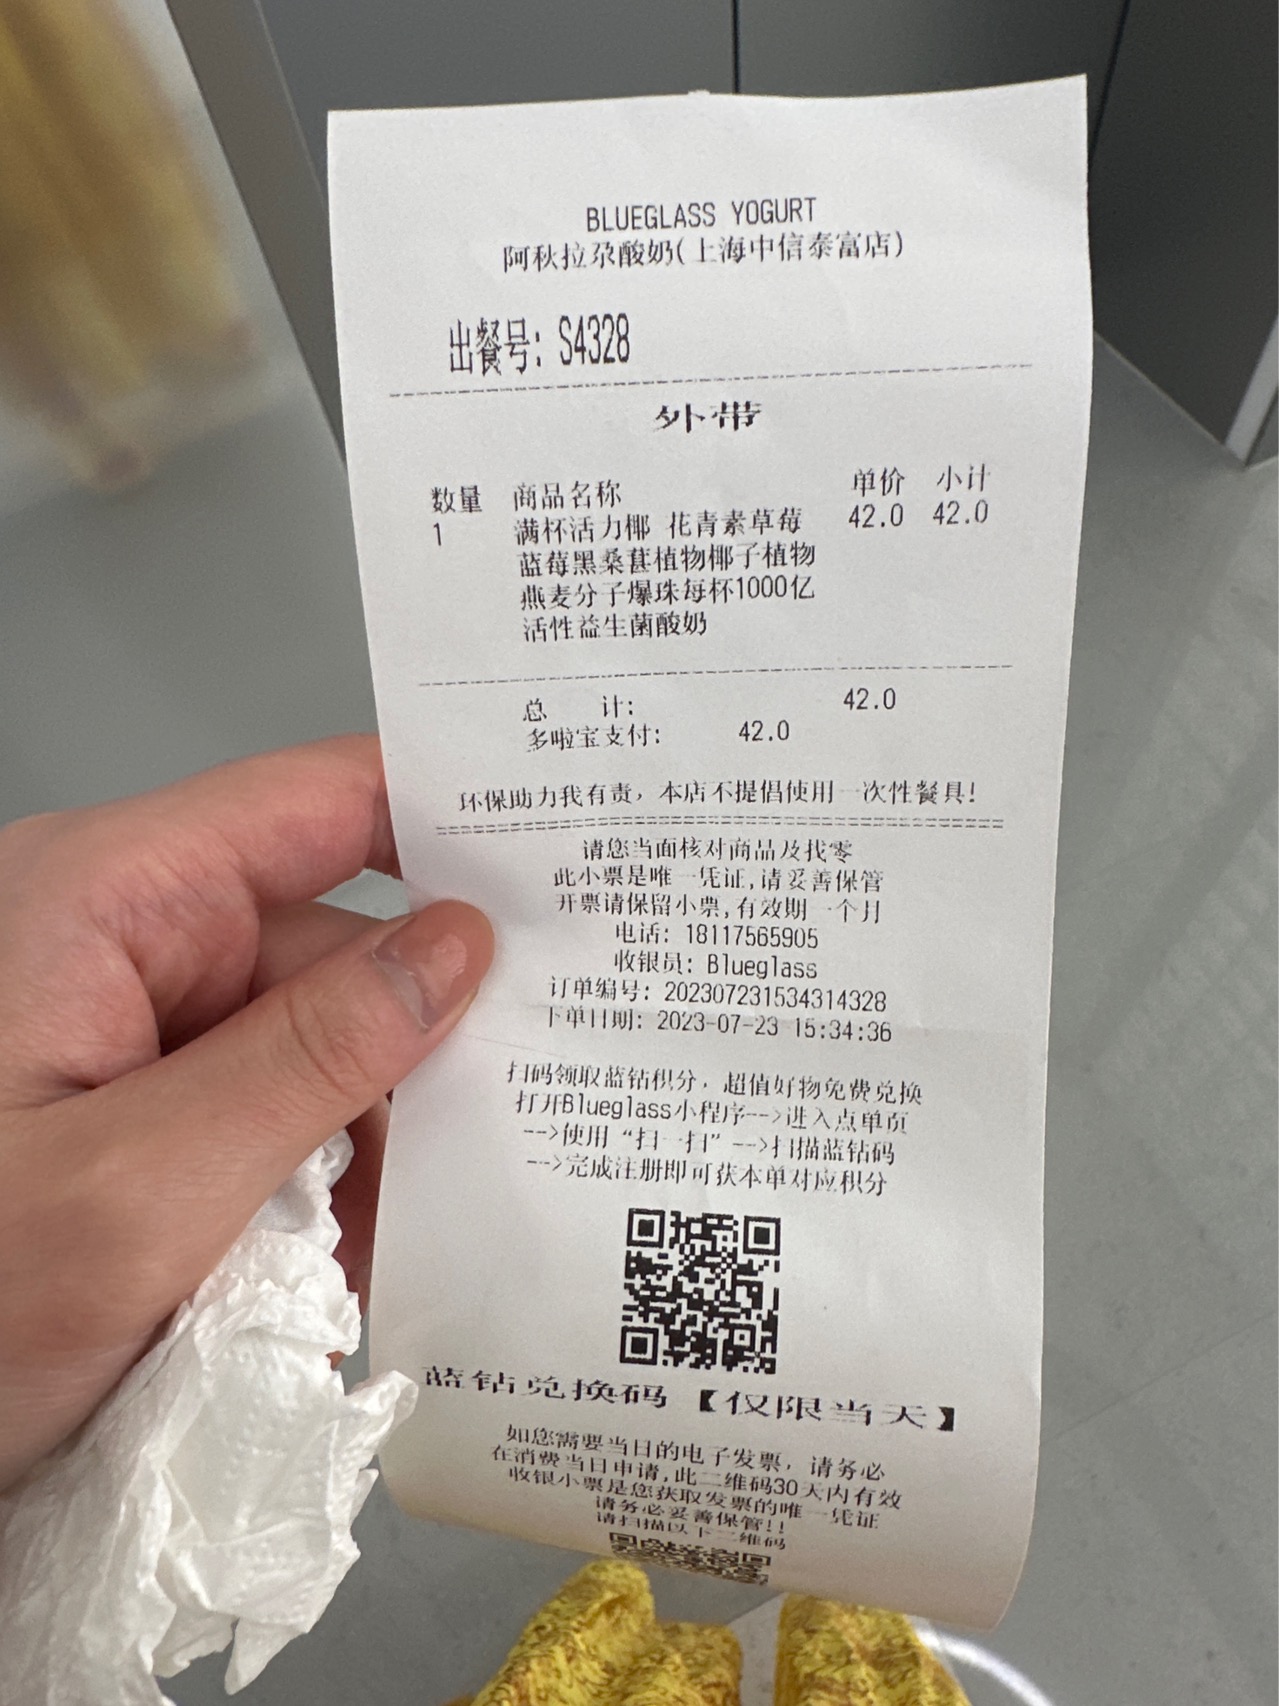 BLUEGLASS YOGURT
阿秋拉尕酸奶(上海中信泰富店)
出餐号: S4328
外带
数量 商品名称 单价 小计
1 满杯活力椰 花青素草莓 42.0 42.0
蓝莓黑桑葚植物椰子植物
燕麦分子爆珠每杯1000亿
活性益生菌酸奶
总 计: 42.0
多啦宝支付: 42.0
环保助力我有责，本店不提倡使用一次性餐具!
请您当面核对商品及找零
此小票是唯一凭证,请妥善保管
开票请保留小票,有效期一个月
电话: 18117565905
收银员: Blueglass
订单编号: 202307231534314328
下单日期: 2023-07-23 15:34:36
扫码领取蓝钻积分，超值好物免费兑换
打开Blueglass小程序-->进入点单页
-->使用“扫一扫”-->扫描蓝钻码
-->完成注册即可获本单对应积分
蓝钻兑换码【仅限当天】
如您需要当日的电子发票，请务必
在消费当日申请,此二维码30天内有效
收银小票是您获取发票的唯一凭证
请务必妥善保管!!
请扫描以下二维码